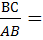 BC/AB =